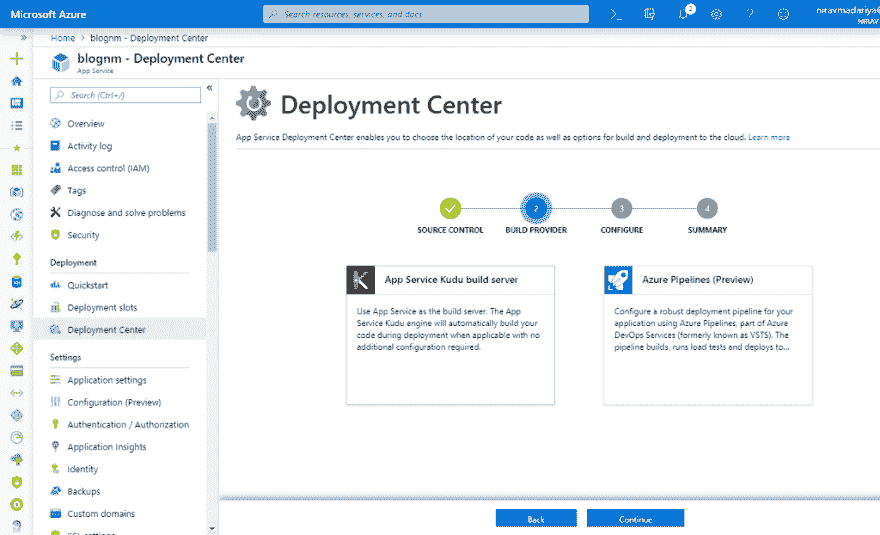 Microsoft Azure
Search resources, services, and docs
2
Home > blognm - Deployment Center
blognm - Deployment Center
App Service
Search (Ctrl+/)
Overview
Activity log
Access control (IAM)
Tags
Diagnose and solve problems
Security
Deployment
Quickstart
Deployment slots
Deployment Center
Settings
Application settings
Configuration (Preview)
Authentication / Authorization
Application Insights
Identity
Backups
Custom domains
Deployment Center
App Service Deployment Center enables you to choose the location of your code as well as options for build and deployment to the cloud. Learn more
2
3
4
SOURCE CONTROL
BUILD PROVIDER
CONFIGURE
SUMMARY
App Service Kudu build server
Use App Service as the build server. The App
Service Kudu engine will automatically build your
code during deployment when applicable with no
additional configuration required.
Azure Pipelines (Preview)
Configure a robust deployment pipeline for your
application using Azure Pipelines, part of Azure
DevOps Services (formerly known as VSTS). The
pipeline builds, runs load tests and deploys to...
Back
Continue